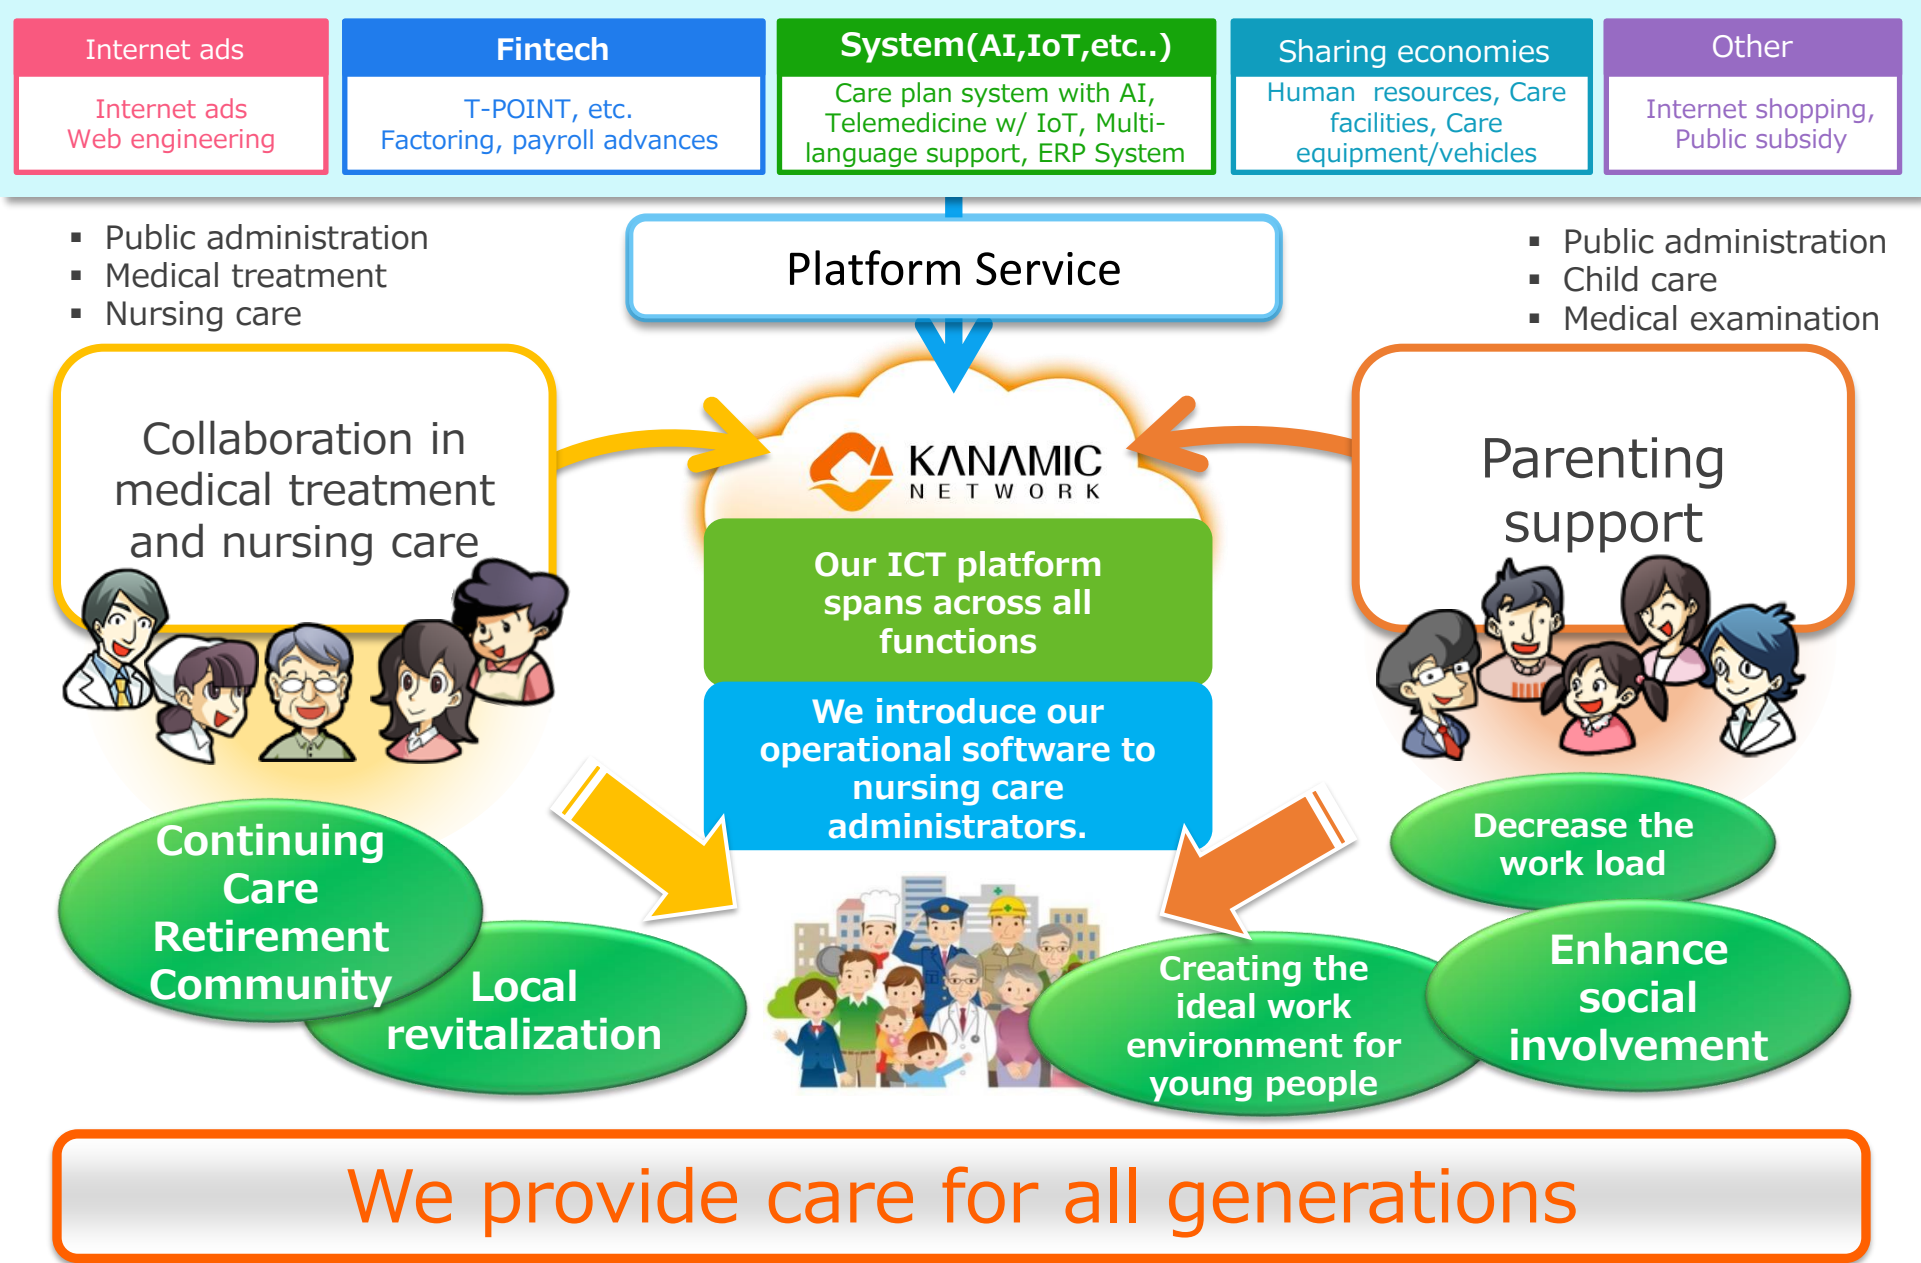 Internet ads
Internet ads
Web engineering
Fintech
T-POINT, etc.
Factoring, payroll advances
System(AI,IoT,etc..)
Care plan system with AI,
Telemedicine w/ IoT, Multi-
language support, ERP System
Sharing economies
Human resources, Care
facilities, Care
equipment/vehicles
Other
Internet shopping,
Public subsidy
▪ Public administration
▪ Medical treatment
▪ Nursing care
Platform Service
▪ Public administration
▪ Child care
▪ Medical examination
Collaboration in
medical treatment
and nursing care
KANAMIC
NETWORK
Our ICT platform
spans across all
functions
We introduce our
operational software to
nursing care
administrators.
Parenting
support
Continuing
Care
Retirement
Community
Local
revitalization
Decrease the
work load
Creating the
ideal work
environment for
young people
Enhance
social
involvement
We provide care for all generations